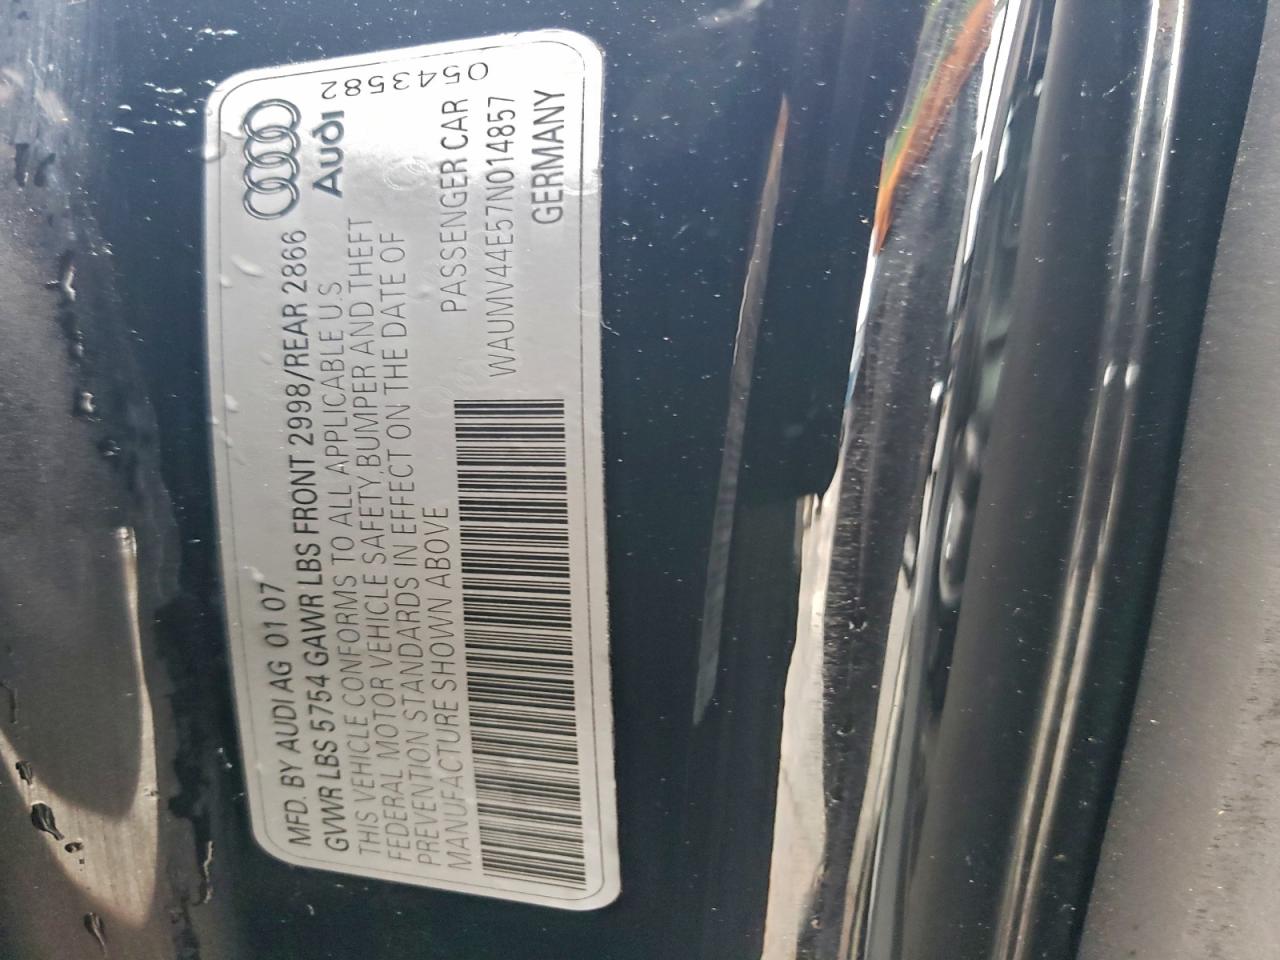 MFD. BY AUDI AG 01 07
GVWR LBS 5754 GAWR LBS FRONT 2998/REAR 2866
THIS VEHICLE CONFORMS TO ALL APPLICABLE U.S
FEDERAL MOTOR VEHICLE SAFETY,BUMPER AND THEFT
PREVENTION STANDARDS IN EFFECT ON THE DATE OF
MANUFACTURE SHOWN ABOVE
Audi
0543582
PASSENGER CAR
WAUMV44E57N014857
GERMANY